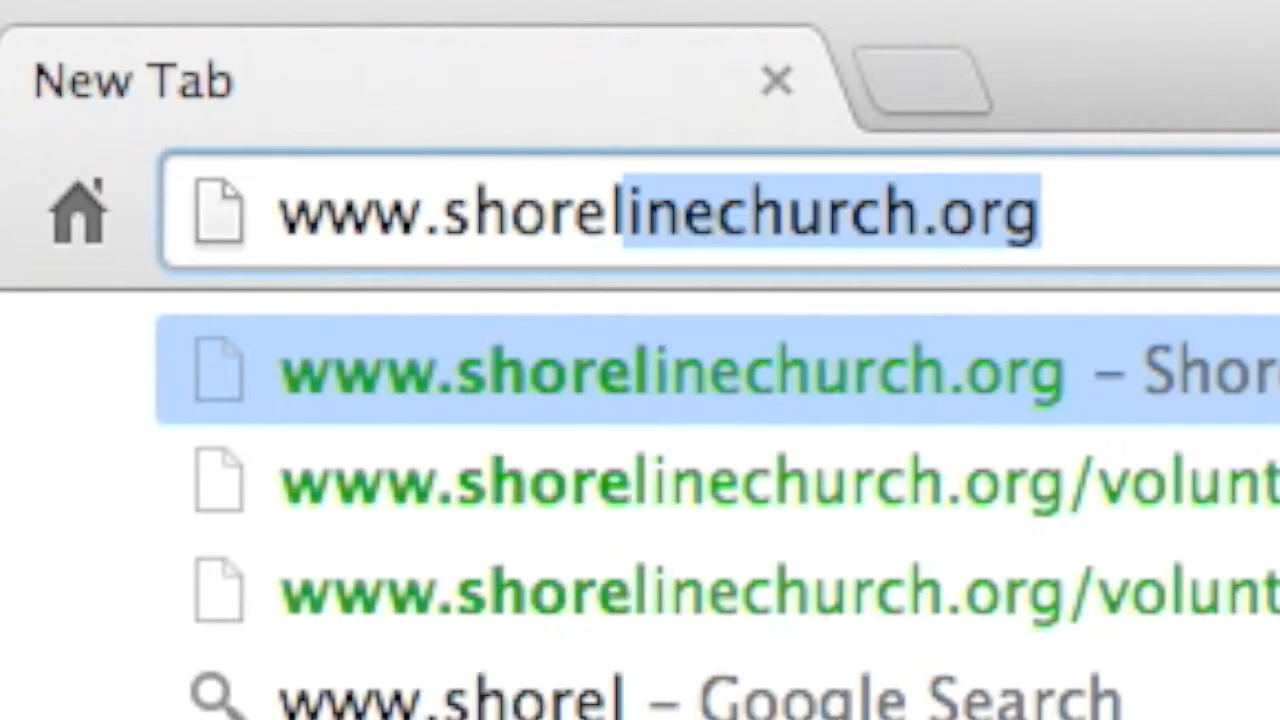 New Tab
www.shorelinechurch.org
www.shorelinechurch.org – Shor
www.shorelinechurch.org/volunt
www.shorelinechurch.org/volunt
www.shorel – Google Search